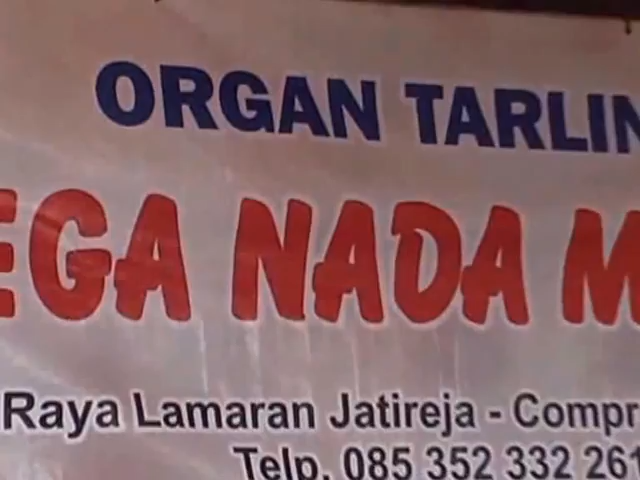 ORGAN TARLIN
EGA NADA M
Raya Lamaran Jatireja - Compr
Telp. 085 352 332 261